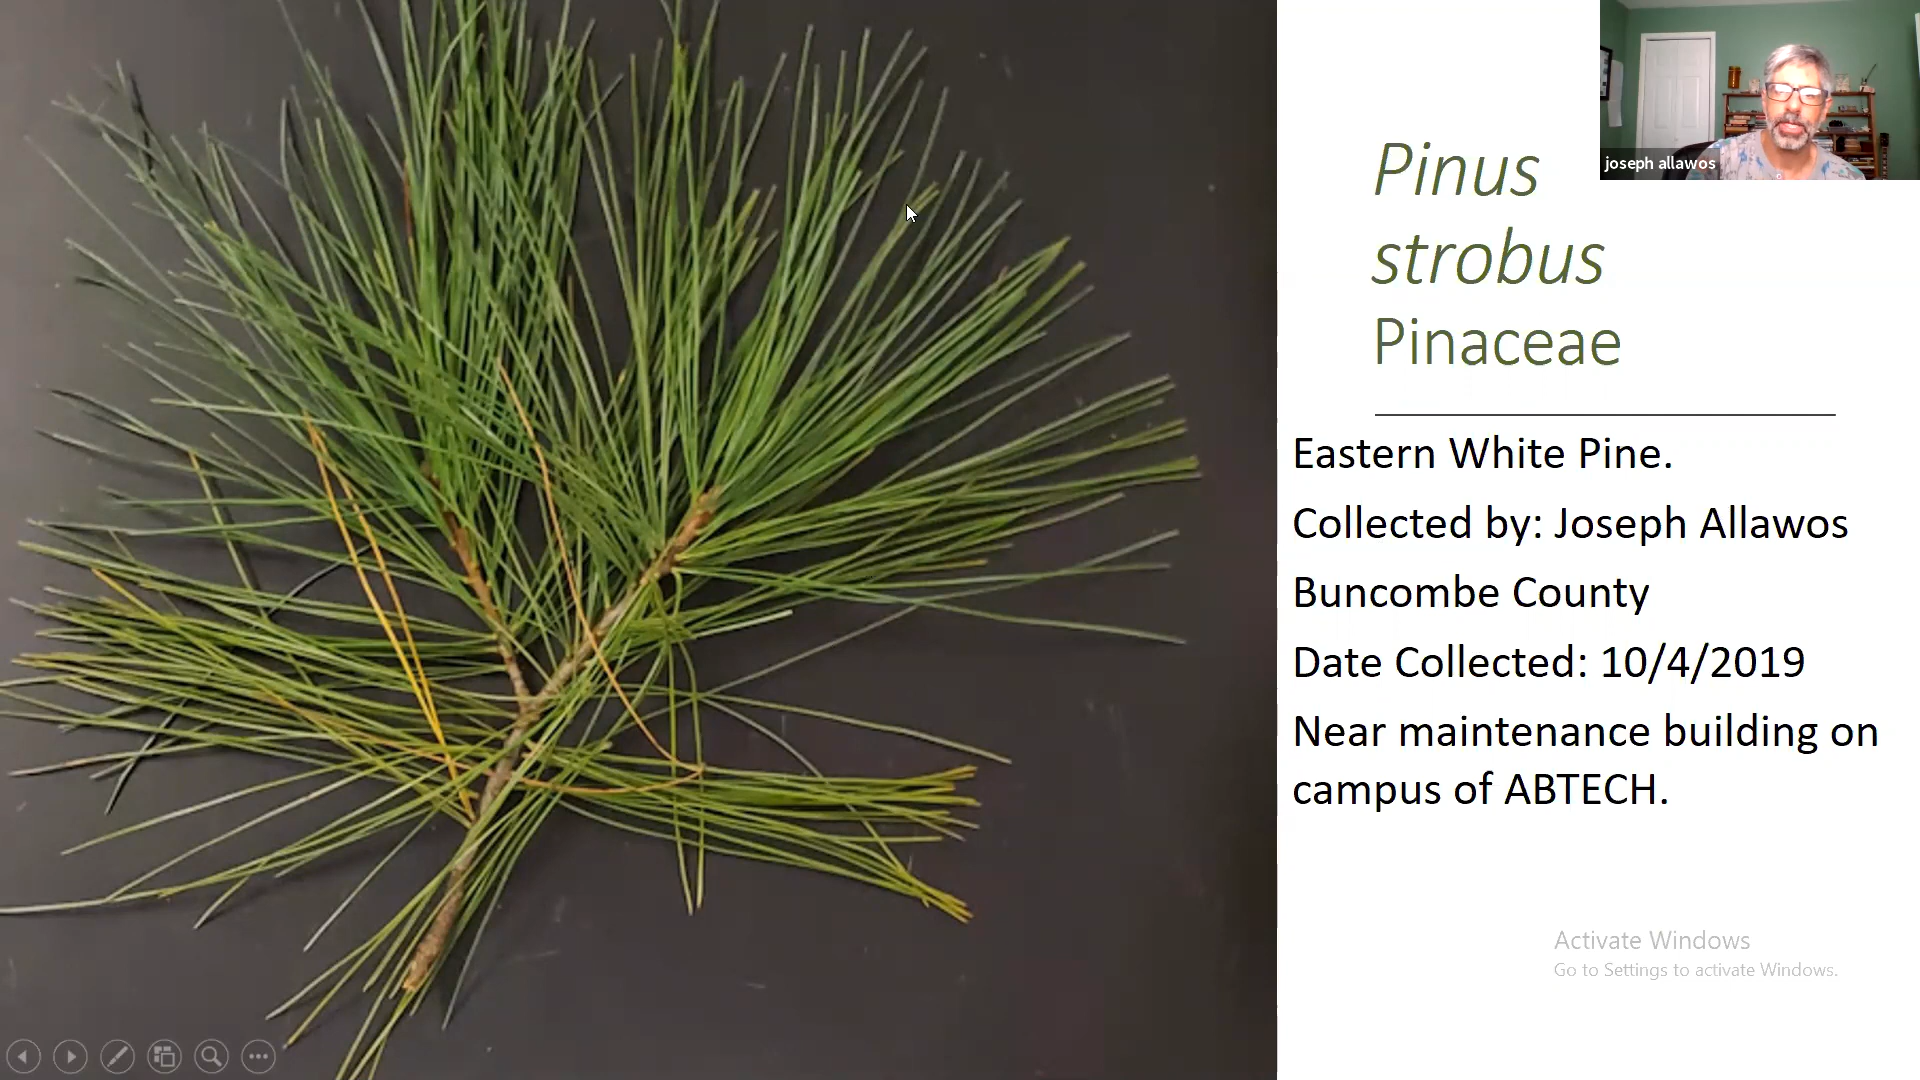 joseph allawos
Pinus
strobus
Pinaceae
Eastern White Pine.
Collected by: Joseph Allawos
Buncombe County
Date Collected: 10/4/2019
Near maintenance building on
campus of ABTECH.
Activate Windows
Go to Settings to activate Windows.